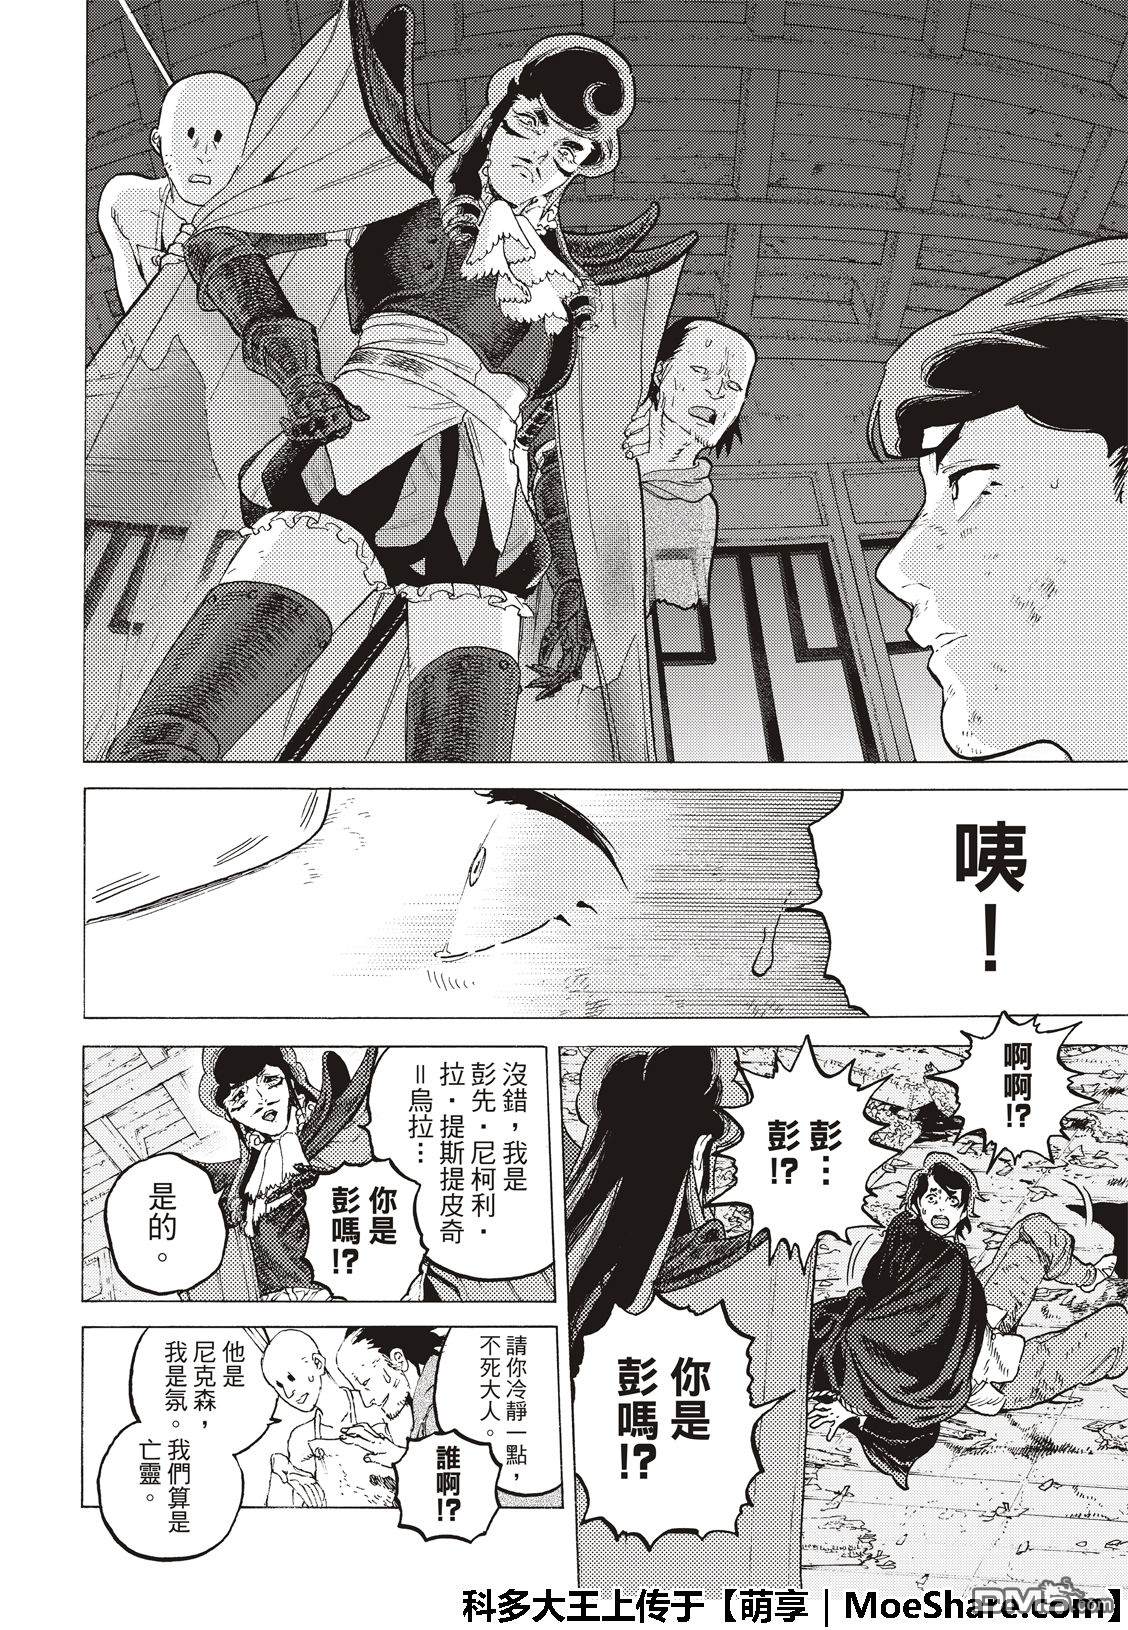 咦！
啊啊!?
彭…
彭!?
你是
彭嗎!?
沒錯，我是
彭先・尼柯利・
拉・提斯提皮奇
＝烏拉…
你是
彭嗎!?
是的。
請你冷靜一點，
不死大人。
誰啊!?
他是
尼克森，
我是氛。我們算是
亡靈。
科多大王上传于【萌享｜MoeShare.com】